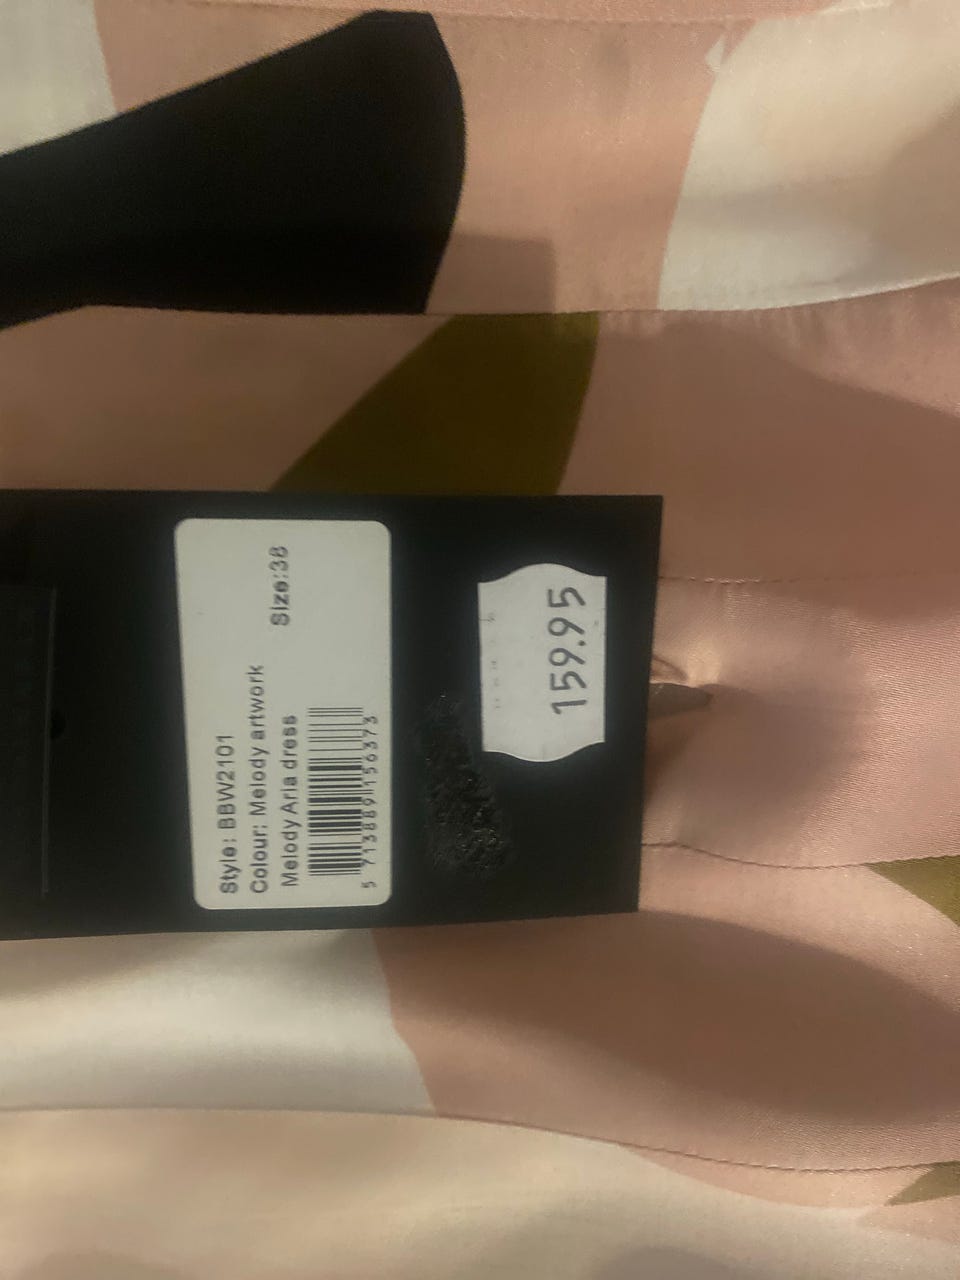 Style: BBW2101
Colour: Melody artwork
Size:38
Melody Aria dress
5 713889 156373
159.95